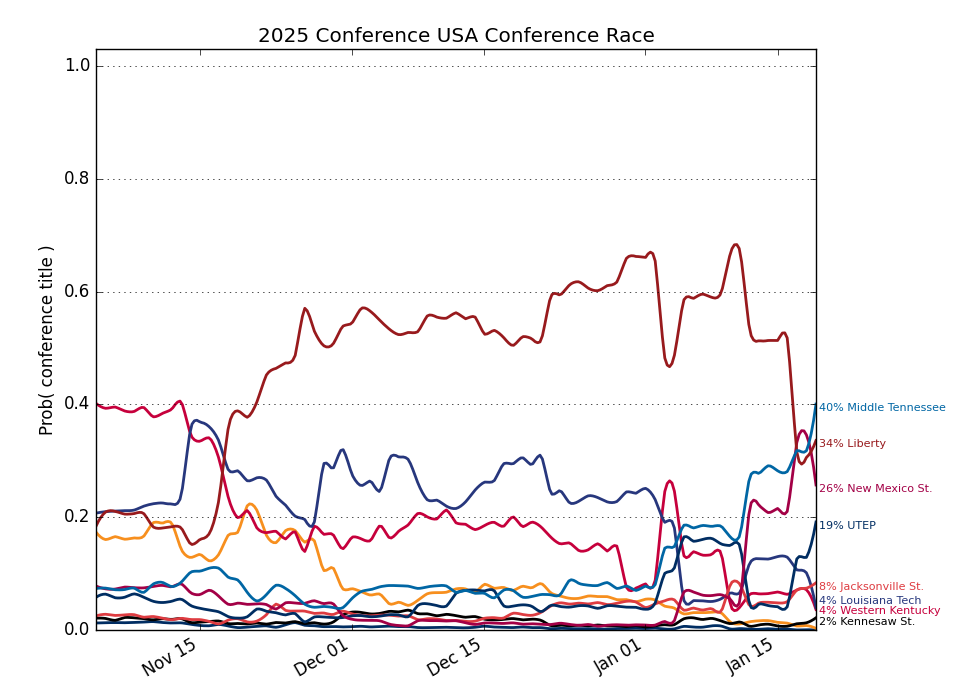 2025 Conference USA Conference Race
1.0
0.8
0.6
0.4
0.2
0.0
Prob( conference title )
40% Middle Tennessee
34% Liberty
26% New Mexico St.
19% UTEP
8% Jacksonville St.
4% Louisiana Tech
4% Western Kentucky
2% Kennesaw St.
Nov 15
Dec 01
Dec 15
Jan 01
Jan 15